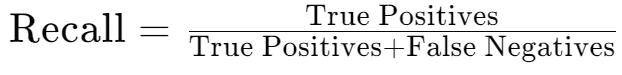 Recall = True Positives / True Positives+False Negatives